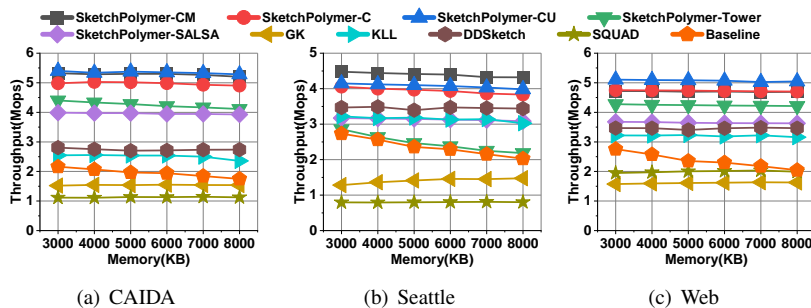 SketchPolymer-CM SketchPolymer-C SketchPolymer-CU SketchPolymer-Tower
SketchPolymer-SALSA GK KLL DDSketch SQUAD Baseline
Throughput(Mops)
6
5
4
3
2
1
0
3000 4000 5000 6000 7000 8000
Memory(KB)
(a) CAIDA
Throughput(Mops)
5
4
3
2
1
0
3000 4000 5000 6000 7000 8000
Memory(KB)
(b) Seattle
Throughput(Mops)
6
5
4
3
2
1
0
3000 4000 5000 6000 7000 8000
Memory(KB)
(c) Web